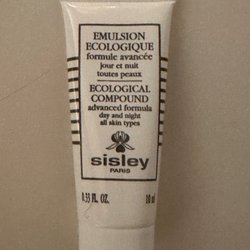 EMULSION
ECOLOGIQUE
formule avancée
jour et nuit
toutes peaux
ECOLOGICAL
COMPOUND
advanced formula
day and night
all skin types
sisley
PARIS
0.33 FL. OZ. 10 ml